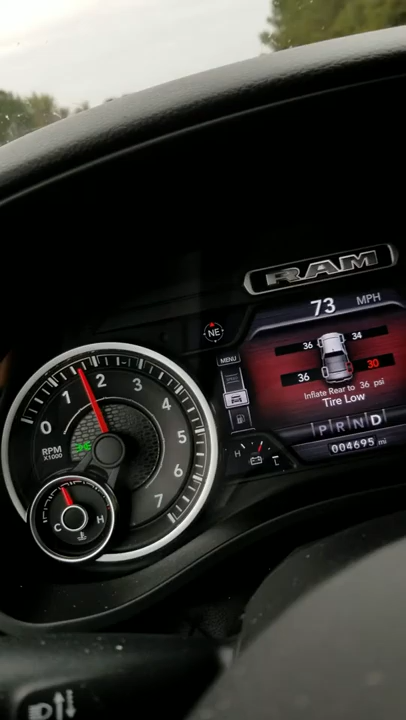 RAM
73 MPH
NE
MENU
36 34
36 30
Inflate Rear to 36 psi
Tire Low
PRND
004695 mi
H
0 1 2 3 4 5 6 7
RPM
X1000
C H